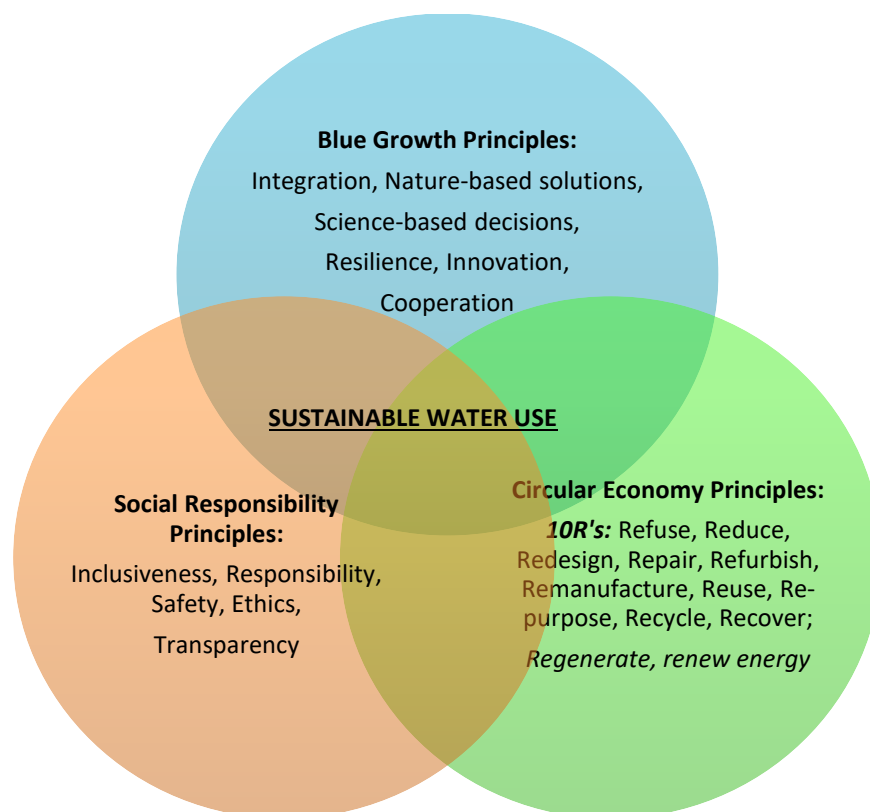 Blue Growth Principles:
Integration, Nature-based solutions,
Science-based decisions,
Resilience, Innovation,
Cooperation
SUSTAINABLE WATER USE
Social Responsibility
Principles:
Inclusiveness, Responsibility,
Safety, Ethics,
Transparency
Circular Economy Principles:
10R's: Refuse, Reduce,
Redesign, Repair, Refurbish,
Remanufacture, Reuse, Re-
purpose, Recycle, Recover;
Regenerate, renew energy